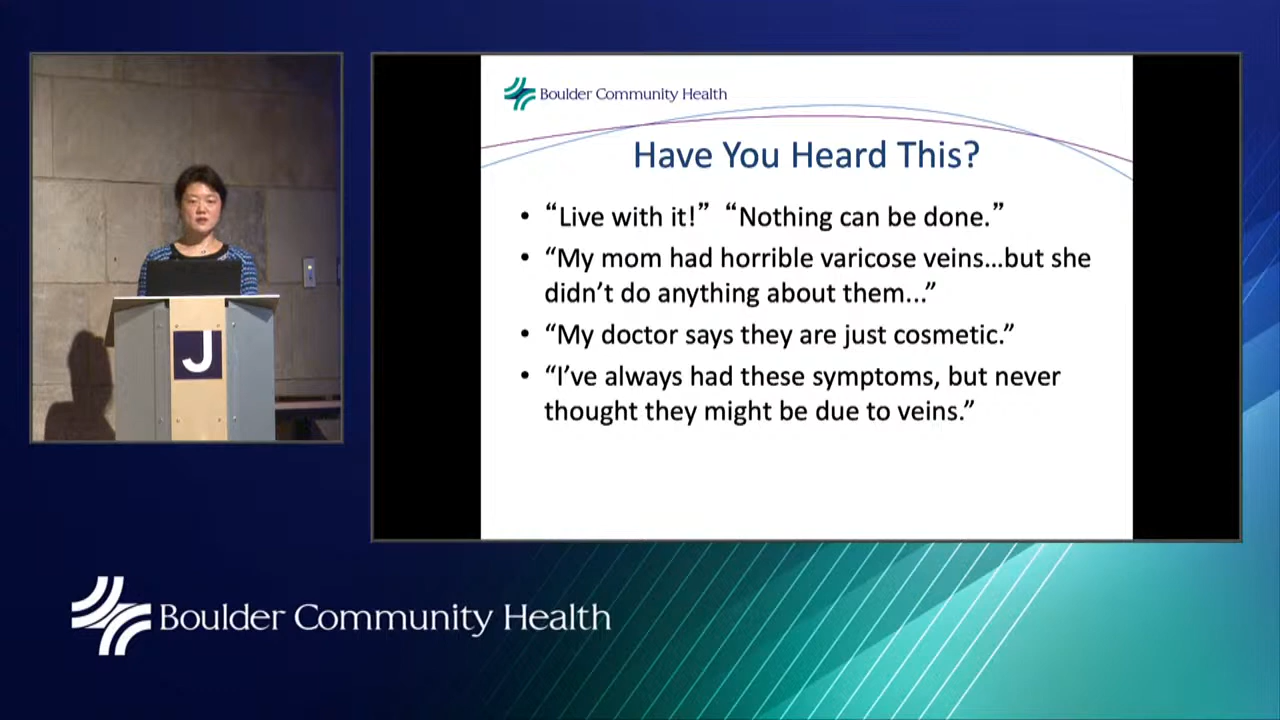 J
Boulder Community Health
Have You Heard This?
• “Live with it!” “Nothing can be done.”
• “My mom had horrible varicose veins…but she
didn’t do anything about them...”
• “My doctor says they are just cosmetic.”
• “I’ve always had these symptoms, but never
thought they might be due to veins.”
Boulder Community Health